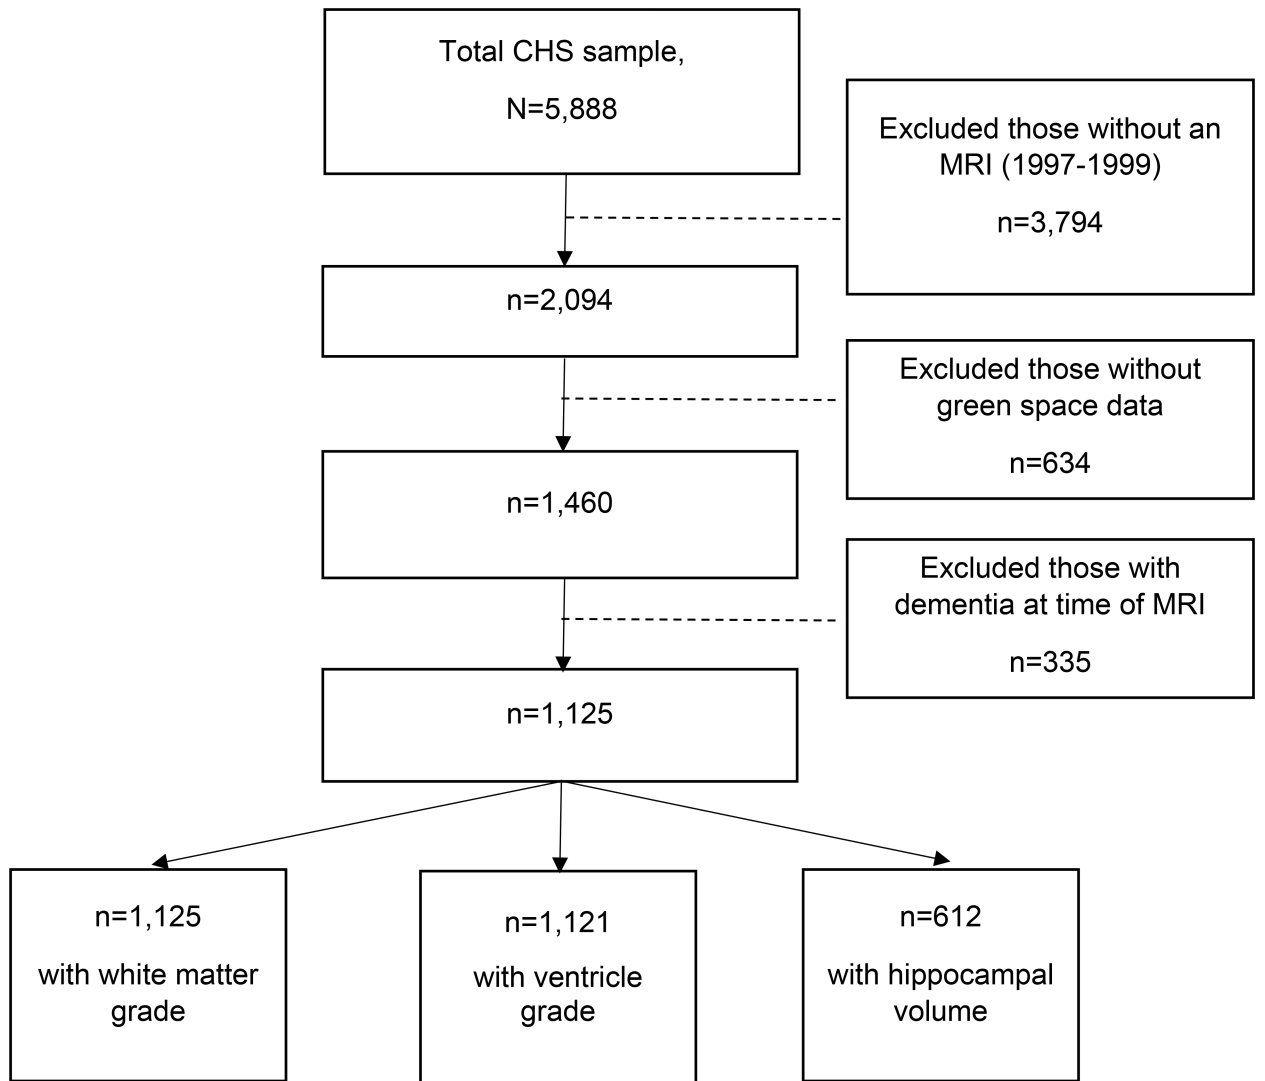 Total CHS sample,
N=5,888
Excluded those without an
MRI (1997-1999)
n=3,794
n=2,094
Excluded those without
green space data
n=634
n=1,460
Excluded those with
dementia at time of MRI
n=335
n=1,125
n=1,125
with white matter
grade
n=1,121
with ventricle
grade
n=612
with hippocampal
volume